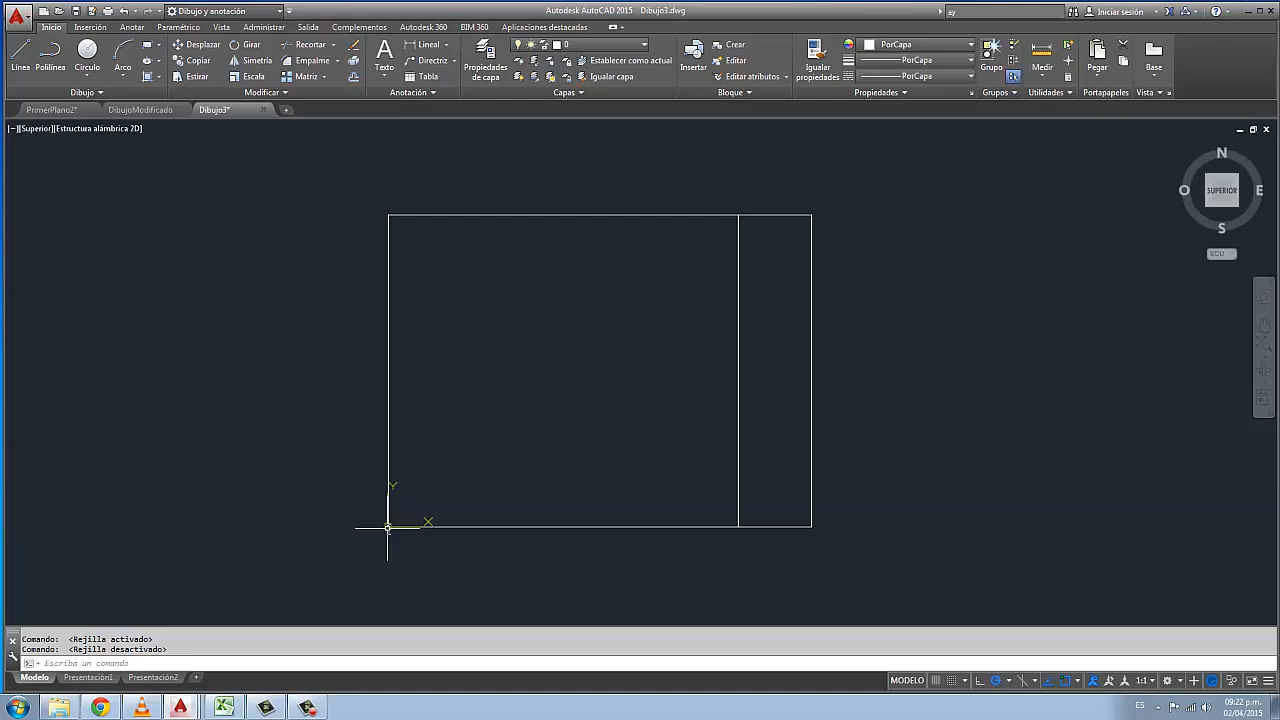 Dibujo y anotación
Autodesk AutoCAD 2015 Dibujo3.dwg
ay
Iniciar sesión
Inicio Inserción Anotar Paramétrico Vista Administrar Salida Complementos Autodesk 360 BIM 360 Aplicaciones destacadas
Línea Polilínea Círculo Arco
Desplazar Girar Recortar
Copiar Simetría Empalme
Estirar Escala Matriz
Texto
Lineal
Directriz
Tabla
Propiedades de capa
0
Establecer como actual
Igualar capa
Insertar
Crear
Editar
Editar atributos
Igualar propiedades
PorCapa
PorCapa
PorCapa
Grupo
Medir
Pegar
Base
Dibujo Modificar Anotación Capas Bloque Propiedades Grupos Utilidades Portapapeles Vista
PrimerPlano2* DibujoModificado Dibujo3*
[−][Superior][Estructura alámbrica 2D]
N
O SUPERIOR E
S
SCU
Y
X
Comando: <Rejilla activado>
Comando: <Rejilla desactivado>
Escriba un comando
Modelo Presentación1 Presentación2
MODELO
1:1
ES
09:22 p.m.
02/04/2015